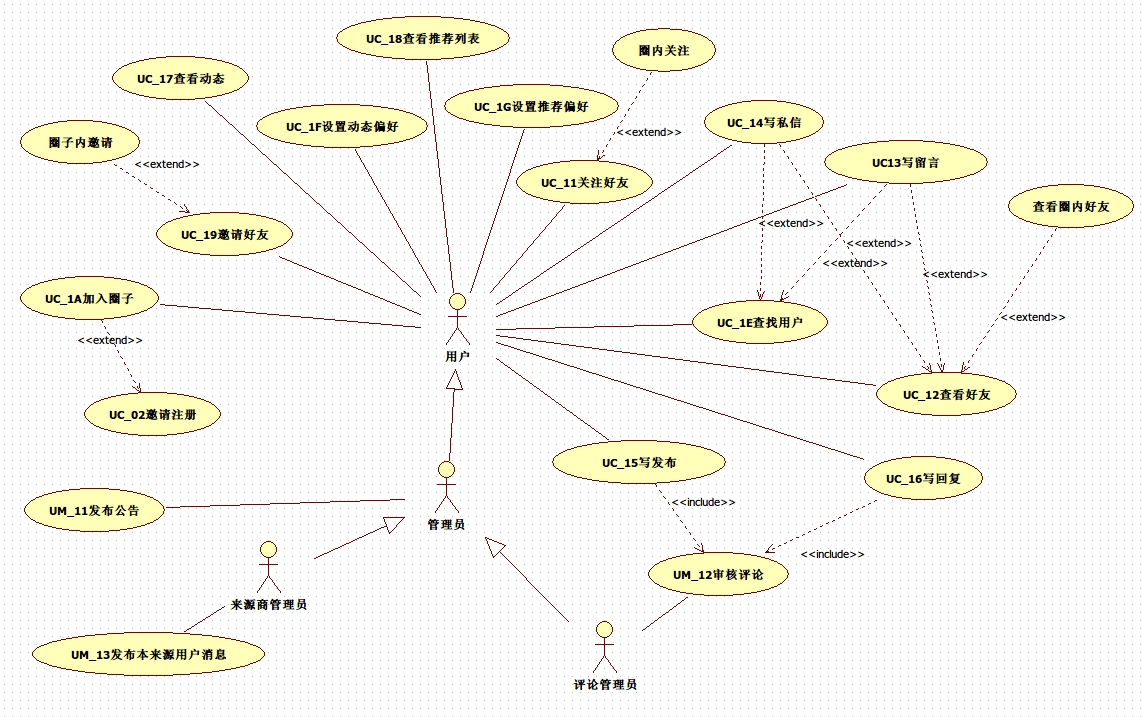 UC_18查看推荐列表
圈内关注
UC_17查看动态
UC_1G设置推荐偏好
UC_1F设置动态偏好
UC_14写私信
圈子内邀请
<<extend>>
<<extend>>
UC13写留言
UC_11关注好友
查看圈内好友
UC_19邀请好友
<<extend>>
<<extend>>
<<extend>>
<<extend>>
UC_1A加入圈子
<<extend>>
UC_1E查找用户
<<extend>>
用户
UC_12查看好友
UC_02邀请注册
UC_15写发布
UC_16写回复
<<include>>
UM_11发布公告
管理员
<<include>>
UM_12审核评论
来源商管理员
UM_13发布本来源用户消息
评论管理员